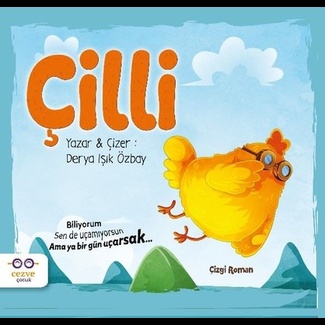 Çilli
Yazar & Çizer :
Derya Işık Özbay
Biliyorum
Sen de uçamıyorsun
Ama ya bir gün uçarsak...
Çizgi Roman
cezve
çocuk